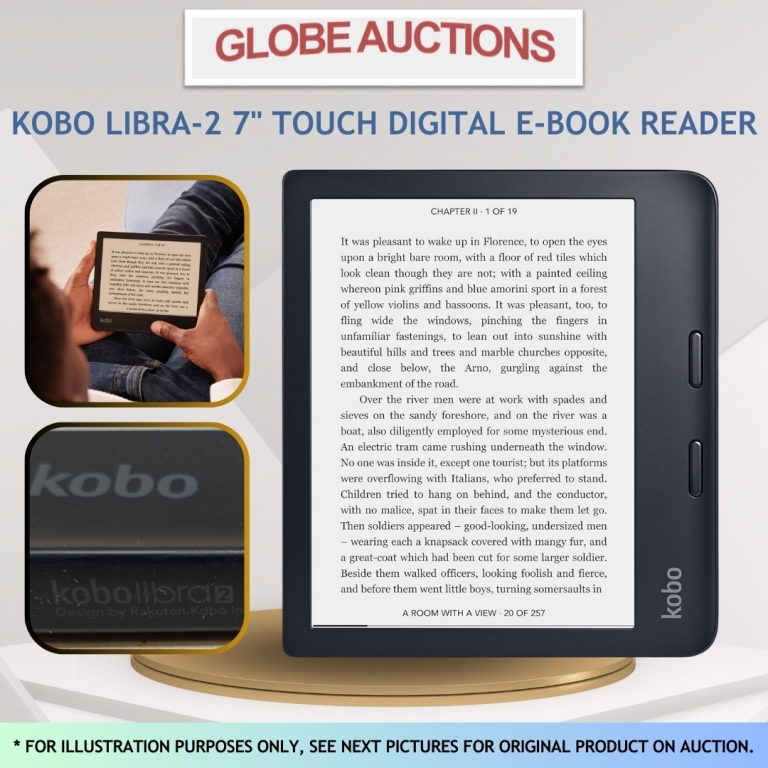 GLOBE AUCTIONS
KOBO LIBRA-2 7" TOUCH DIGITAL E-BOOK READER
CHAPTER II · 1 OF 19
It was pleasant to wake up in Florence, to open the eyes
upon a bright bare room, with a floor of red tiles which
look clean though they are not; with a painted ceiling
whereon pink griffins and blue amorini sport in a forest
of yellow violins and bassoons. It was pleasant, too, to
fling wide the windows, pinching the fingers in
unfamiliar fastenings, to lean out into sunshine with
beautiful hills and trees and marble churches opposite,
and close below, the Arno, gurgling against the
embankment of the road.
Over the river men were at work with spades and
sieves on the sandy foreshore, and on the river was a
boat, also diligently employed for some mysterious end.
An electric tram came rushing underneath the window.
No one was inside it, except one tourist; but its platforms
were overflowing with Italians, who preferred to stand.
Children tried to hang on behind, and the conductor,
with no malice, spat in their faces to make them let go.
Then soldiers appeared – good-looking, undersized men
– wearing each a knapsack covered with mangy fur, and
a great-coat which had been cut for some larger soldier.
Beside them walked officers, looking foolish and fierce,
and before them went little boys, turning somersaults in
A ROOM WITH A VIEW · 20 OF 257
kobo
kobo
kobo
kobolibra2
Design by Rakuten Kobo In
* FOR ILLUSTRATION PURPOSES ONLY, SEE NEXT PICTURES FOR ORIGINAL PRODUCT ON AUCTION.